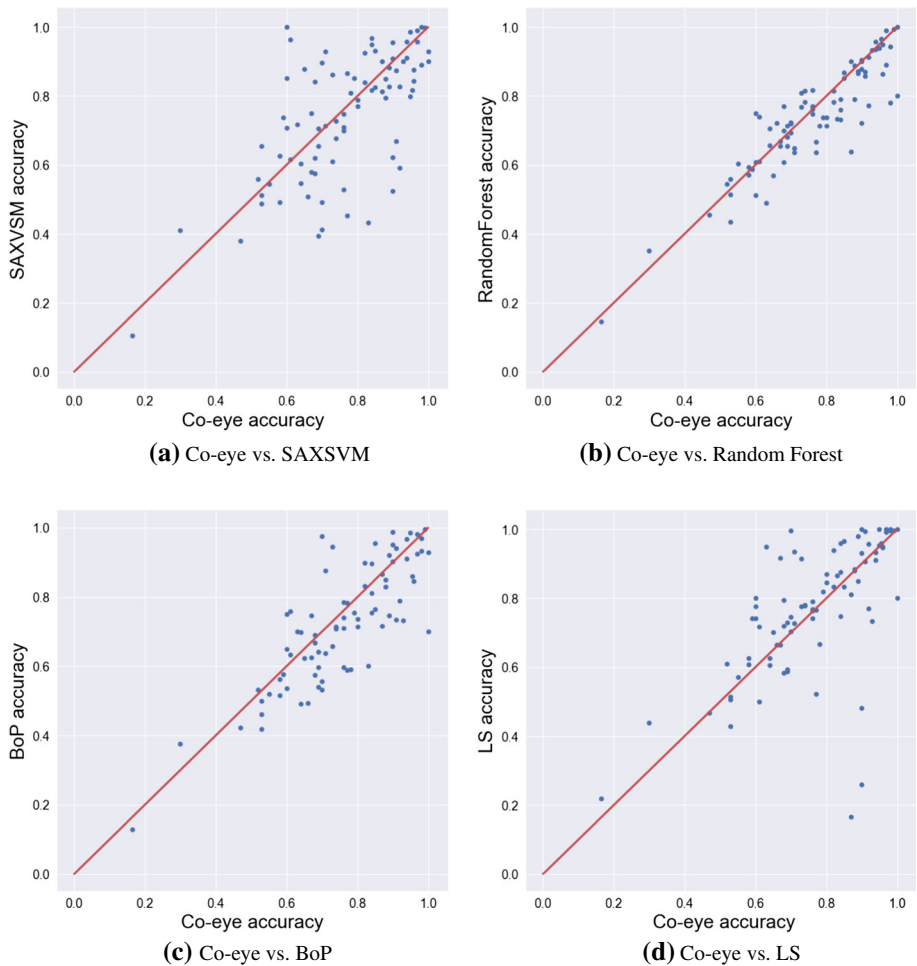 1.0
0.8
0.6
0.4
0.2
0.0
SAXVSM accuracy
0.0 0.2 0.4 0.6 0.8 1.0
Co-eye accuracy
(a) Co-eye vs. SAXSVM
1.0
0.8
0.6
0.4
0.2
0.0
RandomForest accuracy
0.0 0.2 0.4 0.6 0.8 1.0
Co-eye accuracy
(b) Co-eye vs. Random Forest
1.0
0.8
0.6
0.4
0.2
0.0
BoP accuracy
0.0 0.2 0.4 0.6 0.8 1.0
Co-eye accuracy
(c) Co-eye vs. BoP
1.0
0.8
0.6
0.4
0.2
0.0
LS accuracy
0.0 0.2 0.4 0.6 0.8 1.0
Co-eye accuracy
(d) Co-eye vs. LS